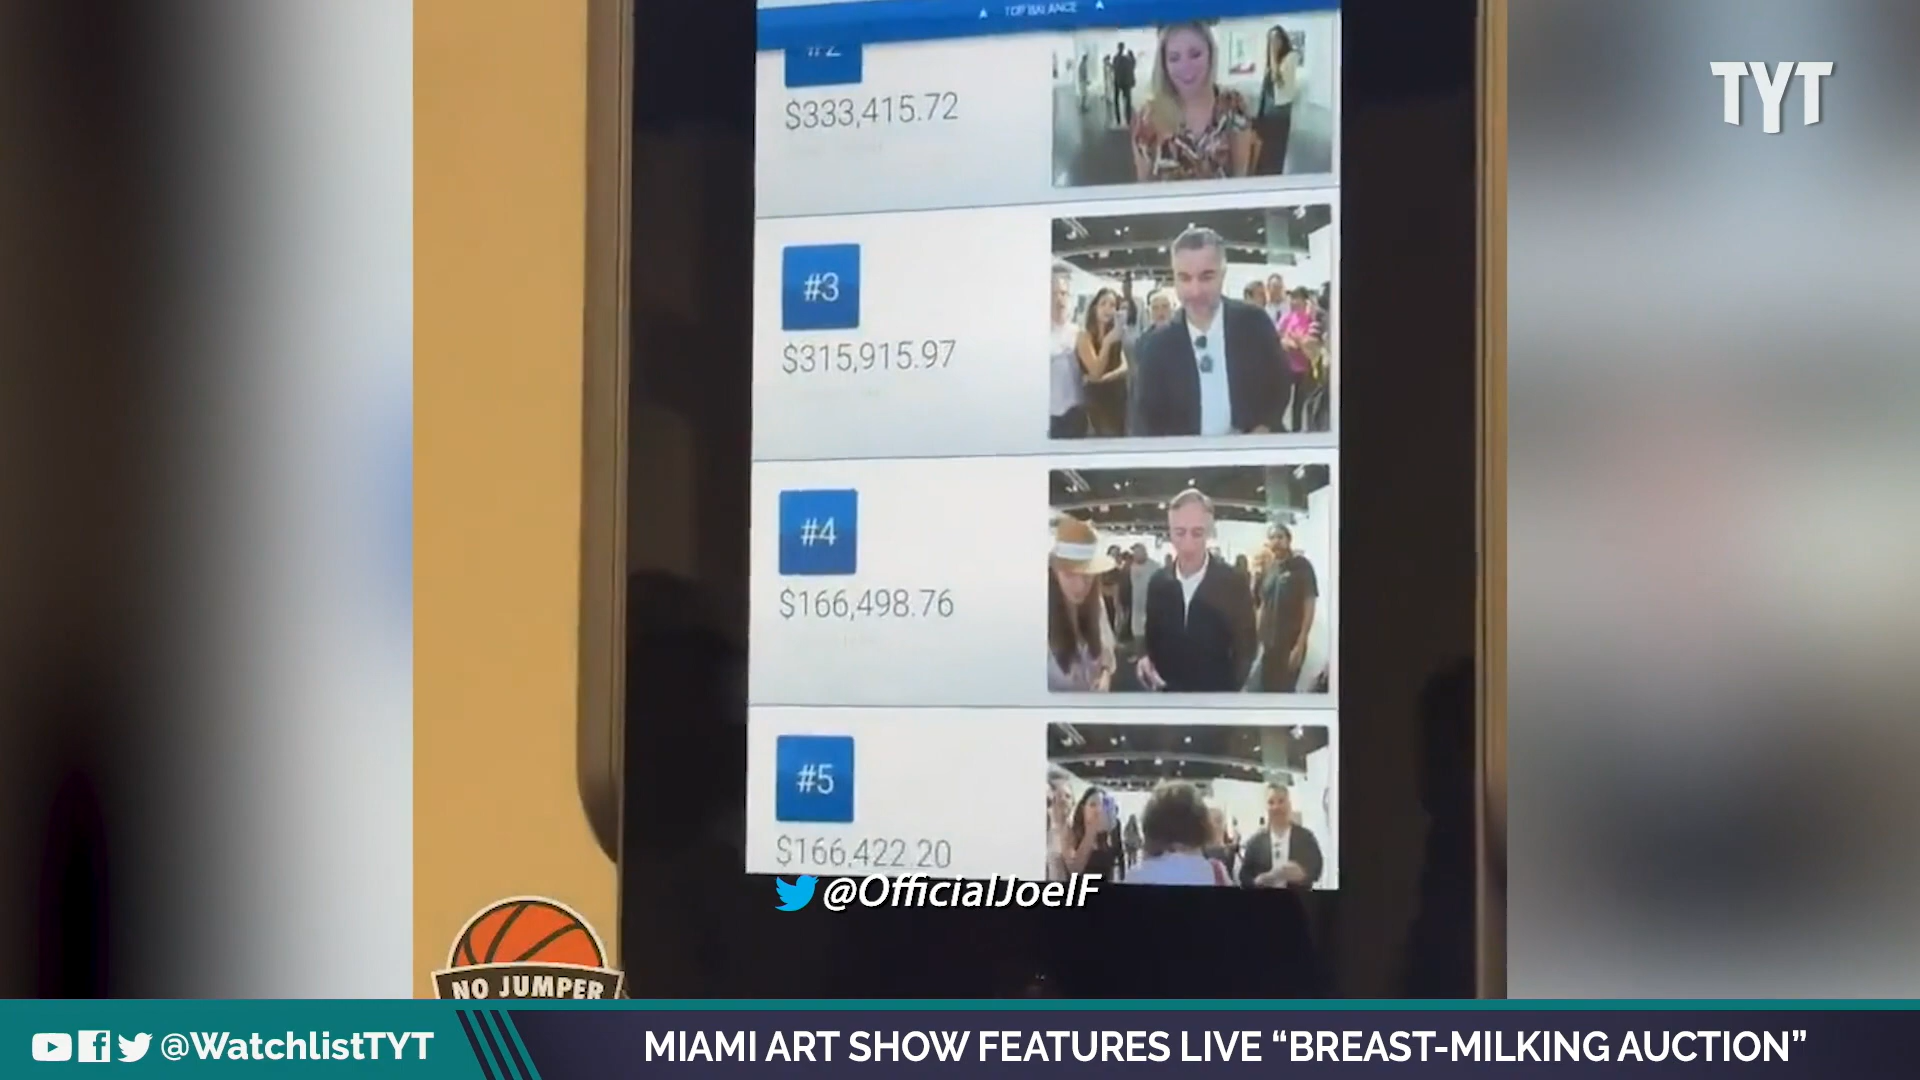 TOP BALANCE
TYT
#2
$333,415.72
#3
$315,915.97
#4
$166,498.76
#5
$166,422.20
@OfficialJoelF
NO JUMPER
@WatchlistTYT
MIAMI ART SHOW FEATURES LIVE “BREAST-MILKING AUCTION”